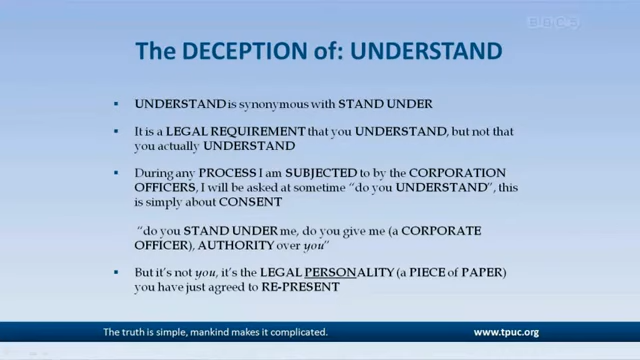 The DECEPTION of: UNDERSTAND
UNDERSTAND is synonymous with STAND UNDER
It is a LEGAL REQUIREMENT that you UNDERSTAND, but not that
you actually UNDERSTAND
During any PROCESS I am SUBJECTED to by the CORPORATION
OFFICERS, I will be asked at sometime “do you UNDERSTAND”, this
is simply about CONSENT
“do you STAND UNDER me, do you give me (a CORPORATE
OFFICER), AUTHORITY over you”
But it’s not you, it’s the LEGAL PERSONALITY (a PIECE of PAPER)
you have just agreed to RE-PRESENT
The truth is simple, mankind makes it complicated.
www.tpuc.org